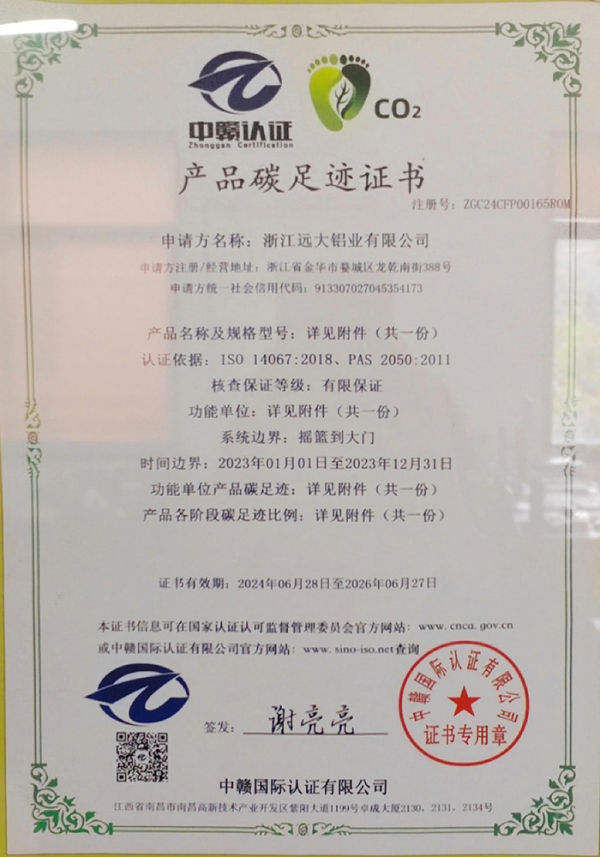 中赣认证
Zhonggan Certification
CO2
产品碳足迹证书
注册号：ZGC24CFP00165R0M
申请方名称：浙江远大铝业有限公司
申请方注册/经营地址：浙江省金华市婺城区龙乾南街388号
申请方统一社会信用代码：913307027045354173
产品名称及规格型号：详见附件（共一份）
认证依据：ISO 14067:2018、PAS 2050:2011
核查保证等级：有限保证
功能单位：详见附件（共一份）
系统边界：摇篮到大门
时间边界：2023年01月01日至2023年12月31日
功能单位产品碳足迹：详见附件（共一份）
产品各阶段碳足迹比例：详见附件（共一份）
证书有效期：2024年06月28日至2026年06月27日
本证书信息可在国家认证认可监督管理委员会官方网站：www.cnca.gov.cn
或中赣国际认证有限公司官方网站：www.sino-iso.net查询
签发：谢亮亮
中赣国际认证有限公司
证书专用章
中赣国际认证有限公司
江西省南昌市南昌高新技术产业开发区紫阳大道1199号卓成大厦2130，2131，2134号